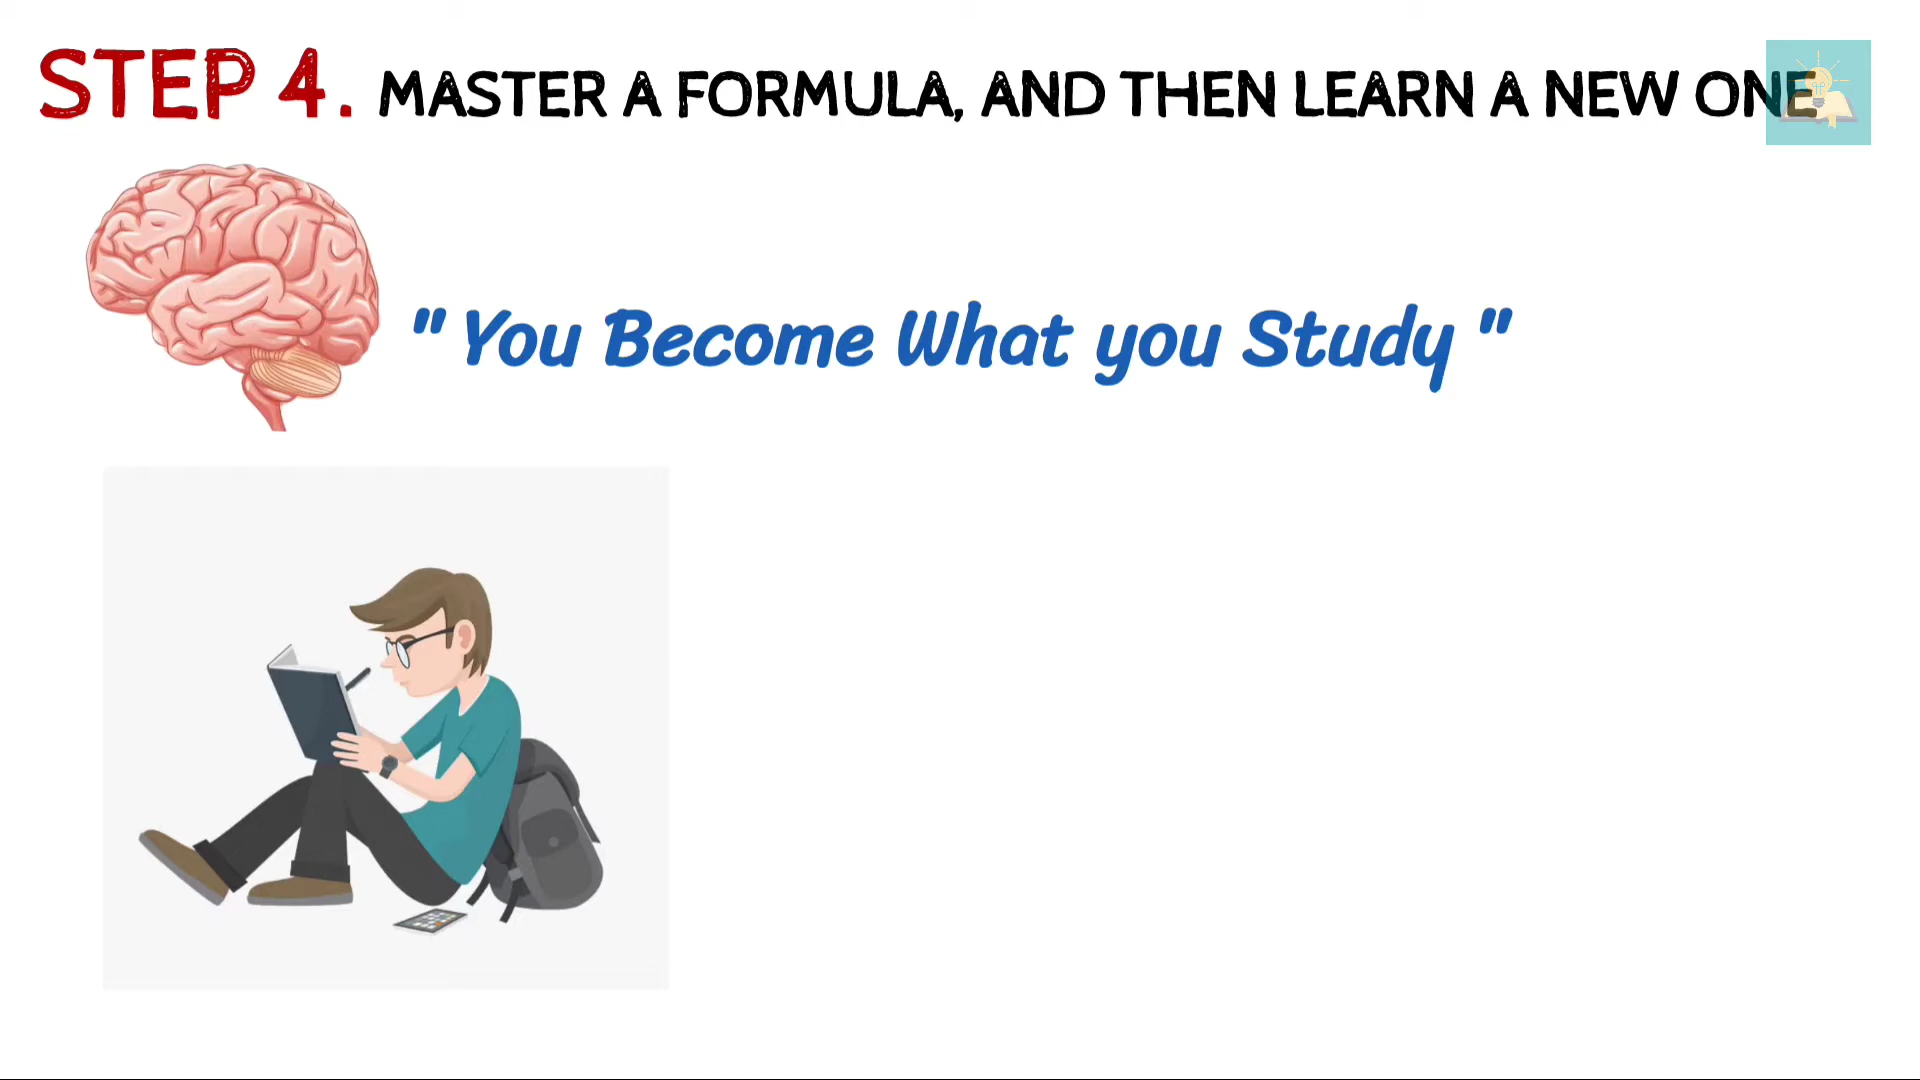 STEP 4. MASTER A FORMULA, AND THEN LEARN A NEW ONE
" You Become What you Study "